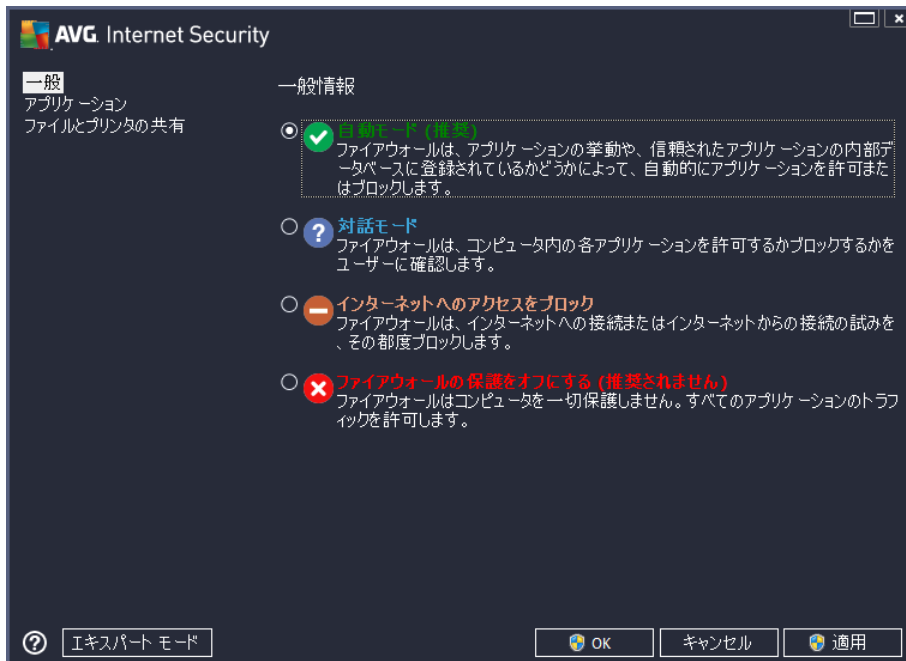 AVG. Internet Security
一般
アプリケーション
ファイルとプリンタの共有
一般情報
自動モード (推奨)
ファイアウォールは、アプリケーションの挙動や、信頼されたアプリケーションの内部デ
ータベースに登録されているかどうかによって、自動的にアプリケーションを許可また
はブロックします。
対話モード
ファイアウォールは、コンピュータ内の各アプリケーションを許可するかブロックするかを
ユーザーに確認します。
インターネットへのアクセスをブロック
ファイアウォールは、インターネットへの接続またはインターネットからの接続の試みを
、その都度ブロックします。
ファイアウォールの保護をオフにする (推奨されません)
ファイアウォールはコンピュータを一切保護しません。すべてのアプリケーションのトラフ
ィックを許可します。
エキスパート モード
OK
キャンセル
適用